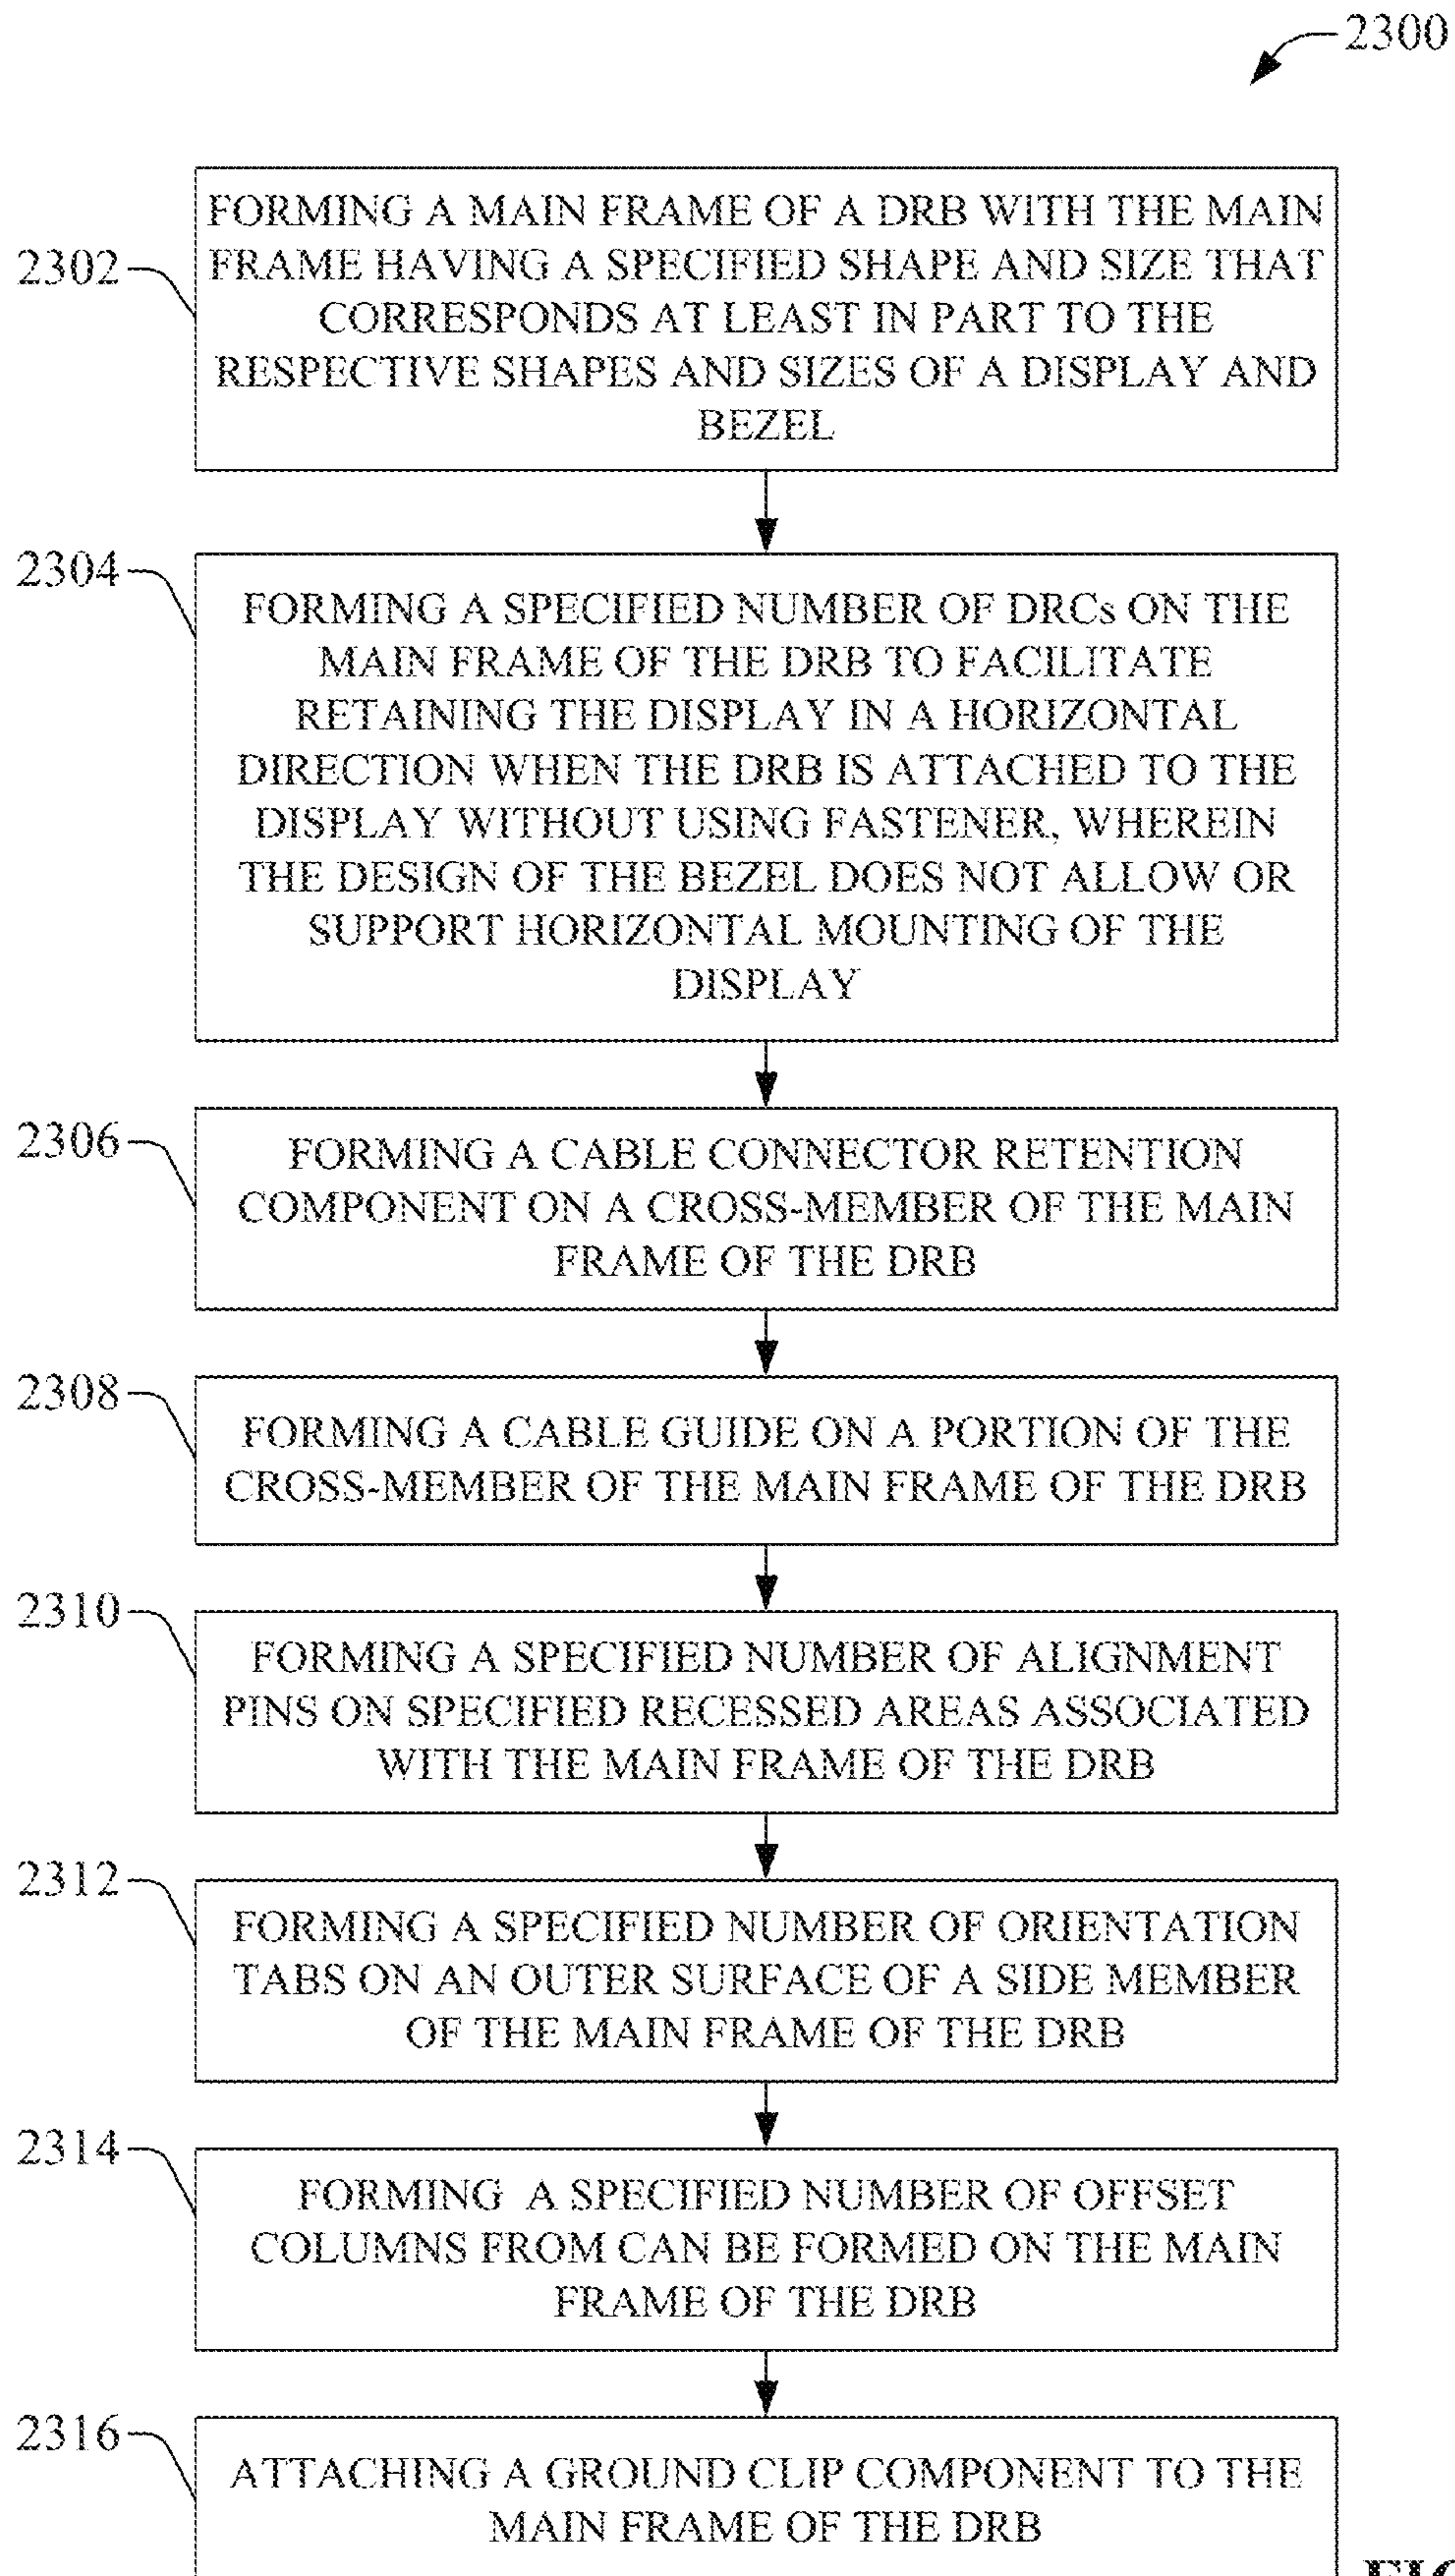 2300
2302
FORMING A MAIN FRAME OF A DRB WITH THE MAIN
FRAME HAVING A SPECIFIED SHAPE AND SIZE THAT
CORRESPONDS AT LEAST IN PART TO THE
RESPECTIVE SHAPES AND SIZES OF A DISPLAY AND
BEZEL
2304
FORMING A SPECIFIED NUMBER OF DRCs ON THE
MAIN FRAME OF THE DRB TO FACILITATE
RETAINING THE DISPLAY IN A HORIZONTAL
DIRECTION WHEN THE DRB IS ATTACHED TO THE
DISPLAY WITHOUT USING FASTENER, WHEREIN
THE DESIGN OF THE BEZEL DOES NOT ALLOW OR
SUPPORT HORIZONTAL MOUNTING OF THE
DISPLAY
2306
FORMING A CABLE CONNECTOR RETENTION
COMPONENT ON A CROSS-MEMBER OF THE MAIN
FRAME OF THE DRB
2308
FORMING A CABLE GUIDE ON A PORTION OF THE
CROSS-MEMBER OF THE MAIN FRAME OF THE DRB
2310
FORMING A SPECIFIED NUMBER OF ALIGNMENT
PINS ON SPECIFIED RECESSED AREAS ASSOCIATED
WITH THE MAIN FRAME OF THE DRB
2312
FORMING A SPECIFIED NUMBER OF ORIENTATION
TABS ON AN OUTER SURFACE OF A SIDE MEMBER
OF THE MAIN FRAME OF THE DRB
2314
FORMING A SPECIFIED NUMBER OF OFFSET
COLUMNS FROM CAN BE FORMED ON THE MAIN
FRAME OF THE DRB
2316
ATTACHING A GROUND CLIP COMPONENT TO THE
MAIN FRAME OF THE DRB